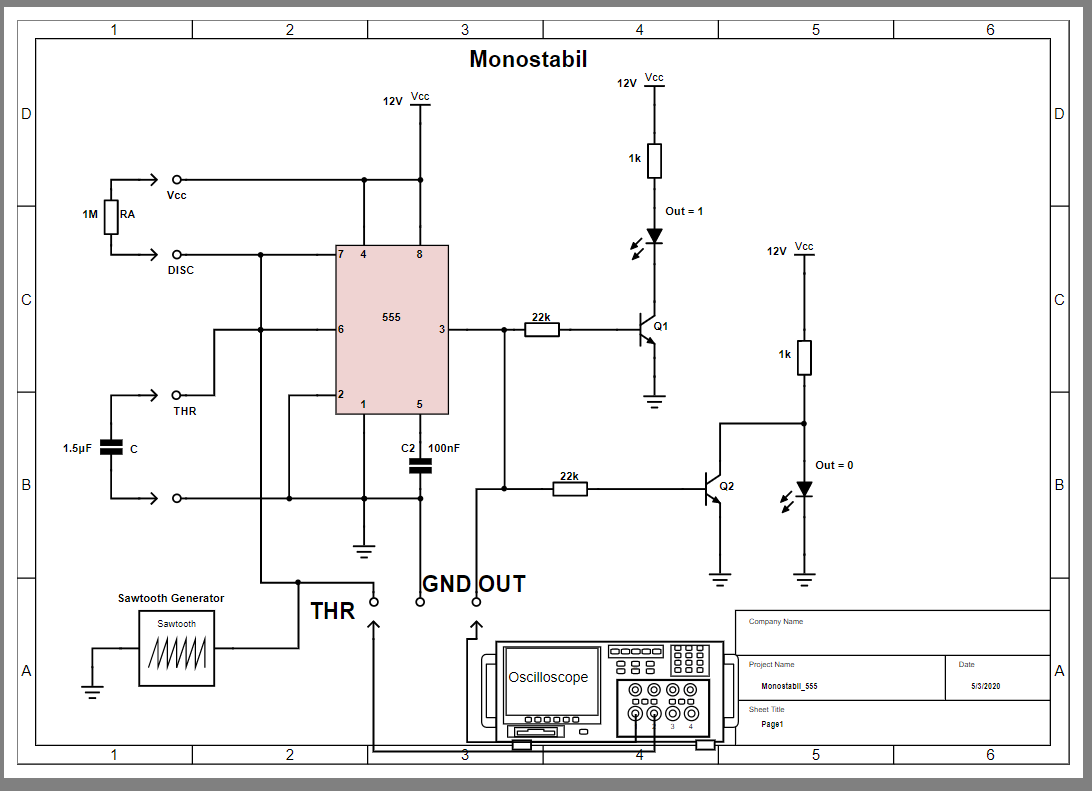 1 2 3 4 5 6
Monostabil
D D
12V Vcc
12V Vcc
1k
Out = 1
Vcc
1M RA
DISC
7 4 8
C C
12V Vcc
555
6 3
22k
Q1
1k
THR
2
1 5
1.5µF C
C2 100nF
Out = 0
22k
B B
Q2
GND OUT
THR
Sawtooth Generator
Sawtooth
Company Name
A A
Oscilloscope
Project Name Date
Monostabil_555 5/3/2020
Sheet Title
Page1
2 3 4
1 2 3 4 5 6